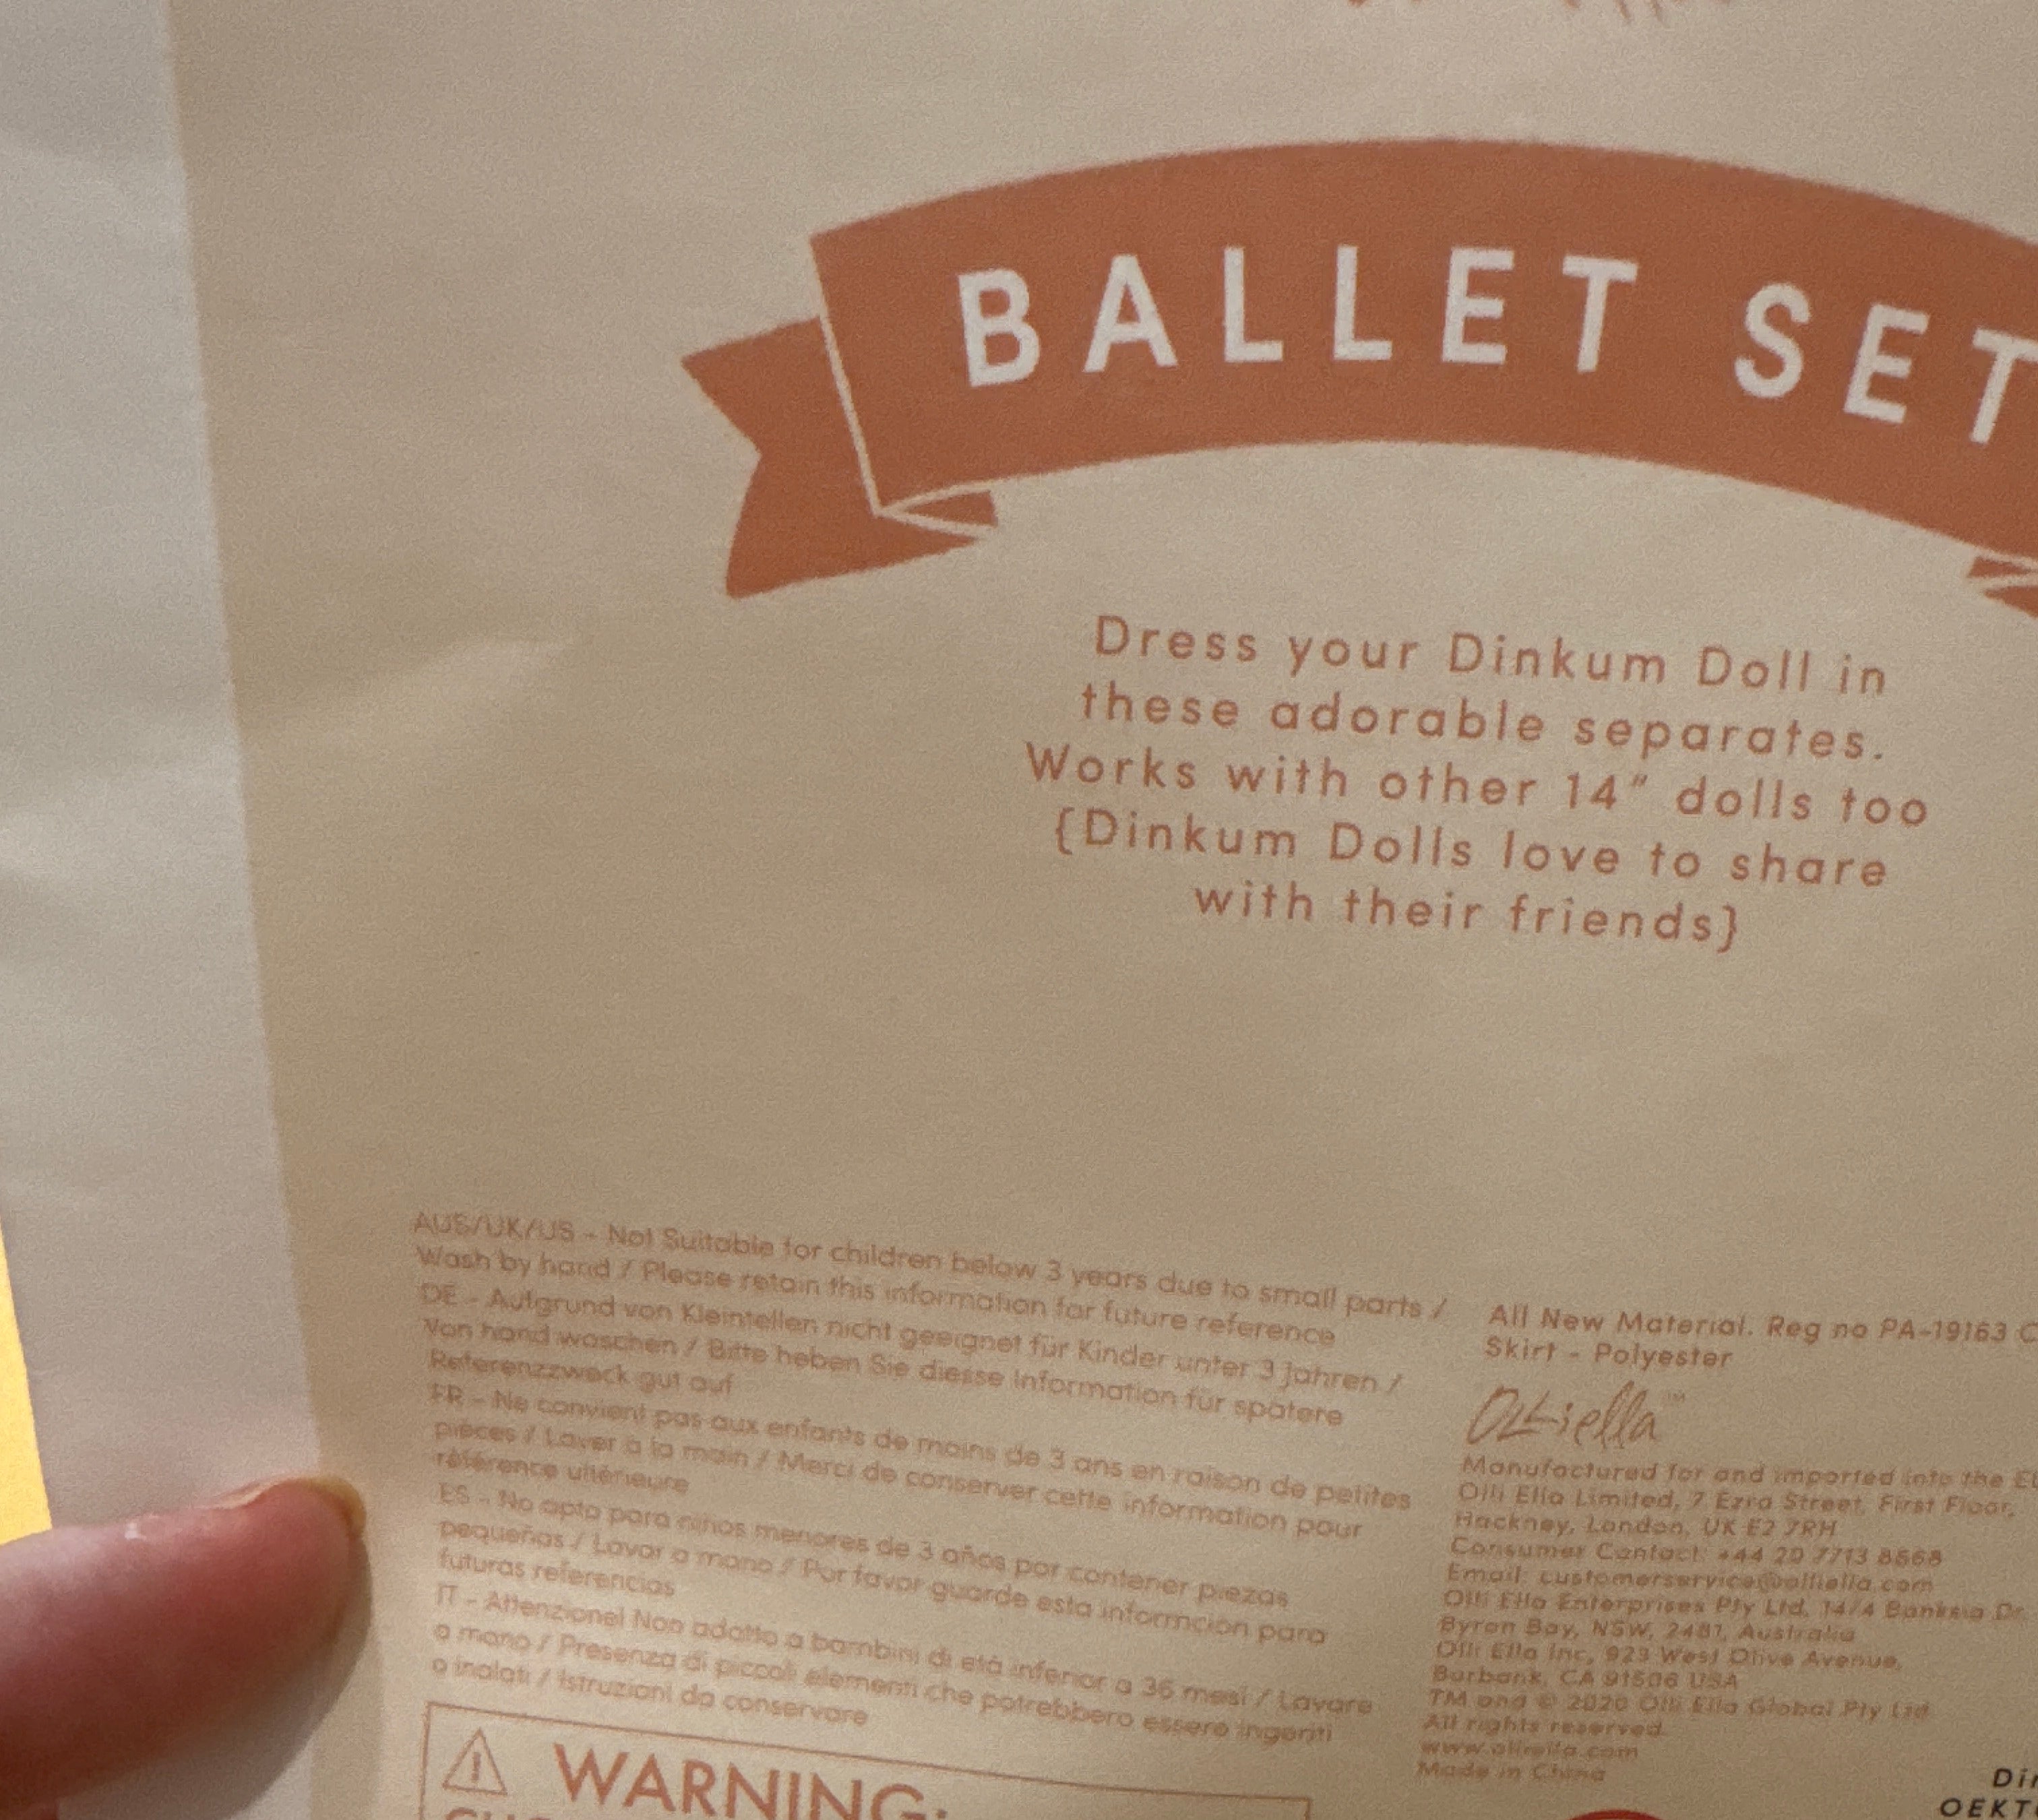 BALLET SET
Dress your Dinkum Doll in
these adorable separates.
Works with other 14" dolls too
{Dinkum Dolls love to share
with their friends}
AUS/UK/US - Not Suitable for children below 3 years due to small parts /
Wash by hand / Please retain this information for future reference
DE - Aufgrund von Kleinteilen nicht geeignet für Kinder unter 3 Jahren /
Von hand waschen / Bitte heben Sie diesse Information für spätere
Referenzzweck gut auf
FR - Ne convient pas aux enfants de moins de 3 ans en raison de petites
pièces / Laver à la main / Merci de conserver cette information pour
référence ultérieure
ES - No apto para niños menores de 3 años por contener piezas
pequeñas / Lavar a mano / Por favor guarde esta informcion para
futuras referencias
IT - Attenzione! Non adatto a bambini di età inferior a 36 mesi / Lavare
a mano / Presenza di piccoli elementi che potrebbero essere ingeriti
o inalati / Istruzioni da conservare
WARNING:
All New Material. Reg no PA-19163
Skirt - Polyester
Olliella™
Manufactured for and imported into the
Olli Ella Limited, 7 Ezra Street, First Floor,
Hackney, London, UK E2 7RH
Consumer Contact: +44 20 7713 8668
Email: customerservice@olliella.com
Olli Ella Enterprises Pty Ltd, 14/4 Banksia Dr
Byron Bay, NSW, 2481, Australia
Olli Ella Inc, 923 West Olive Avenue,
Burbank, CA 91506 USA
TM and © 2020 Olli Ella Global Pty Ltd
All rights reserved.
www.olliella.com
Made in China
OEKT